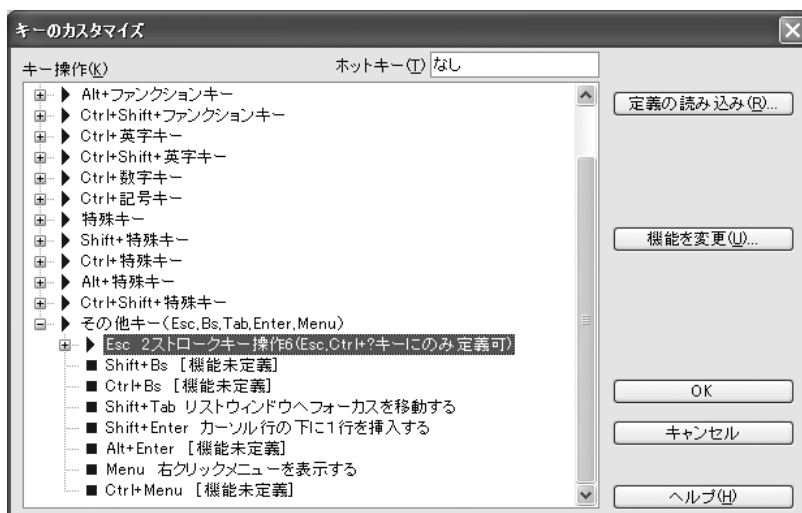 キーのカスタマイズ
キー操作(K)
ホットキー(T) なし
Alt+ファンクションキー
Ctrl+Shift+ファンクションキー
Ctrl+英字キー
Ctrl+Shift+英字キー
Ctrl+数字キー
Ctrl+記号キー
特殊キー
Shift+特殊キー
Ctrl+特殊キー
Alt+特殊キー
Ctrl+Shift+特殊キー
その他キー(Esc,Bs,Tab,Enter,Menu)
Esc 2ストロークキー操作6(Esc,Ctrl+?キーにのみ定義可)
Shift+Bs [機能未定義]
Ctrl+Bs [機能未定義]
Shift+Tab リストウィンドウへフォーカスを移動する
Shift+Enter カーソル行の下に1行を挿入する
Alt+Enter [機能未定義]
Menu 右クリックメニューを表示する
Ctrl+Menu [機能未定義]
定義の読み込み(R)...
機能を変更(U)...
OK
キャンセル
ヘルプ(H)